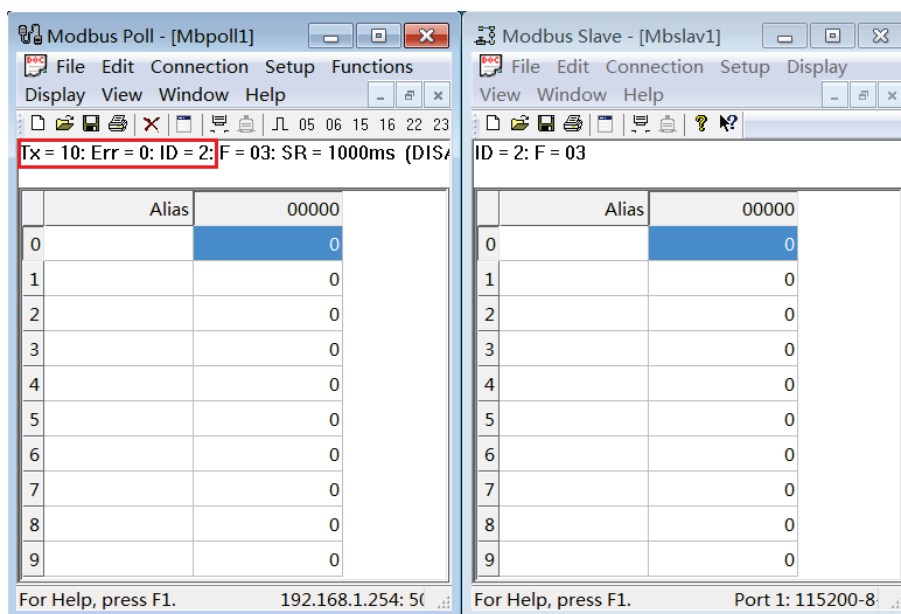 Modbus Poll - [Mbpoll1]
File Edit Connection Setup Functions
Display View Window Help
05 06 15 16 22 23
Tx = 10: Err = 0: ID = 2: F = 03: SR = 1000ms (DISA
Alias 00000
0 0
1 0
2 0
3 0
4 0
5 0
6 0
7 0
8 0
9 0
For Help, press F1. 192.168.1.254: 50
Modbus Slave - [Mbslav1]
File Edit Connection Setup Display
View Window Help
ID = 2: F = 03
Alias 00000
0 0
1 0
2 0
3 0
4 0
5 0
6 0
7 0
8 0
9 0
For Help, press F1. Port 1: 115200-8-